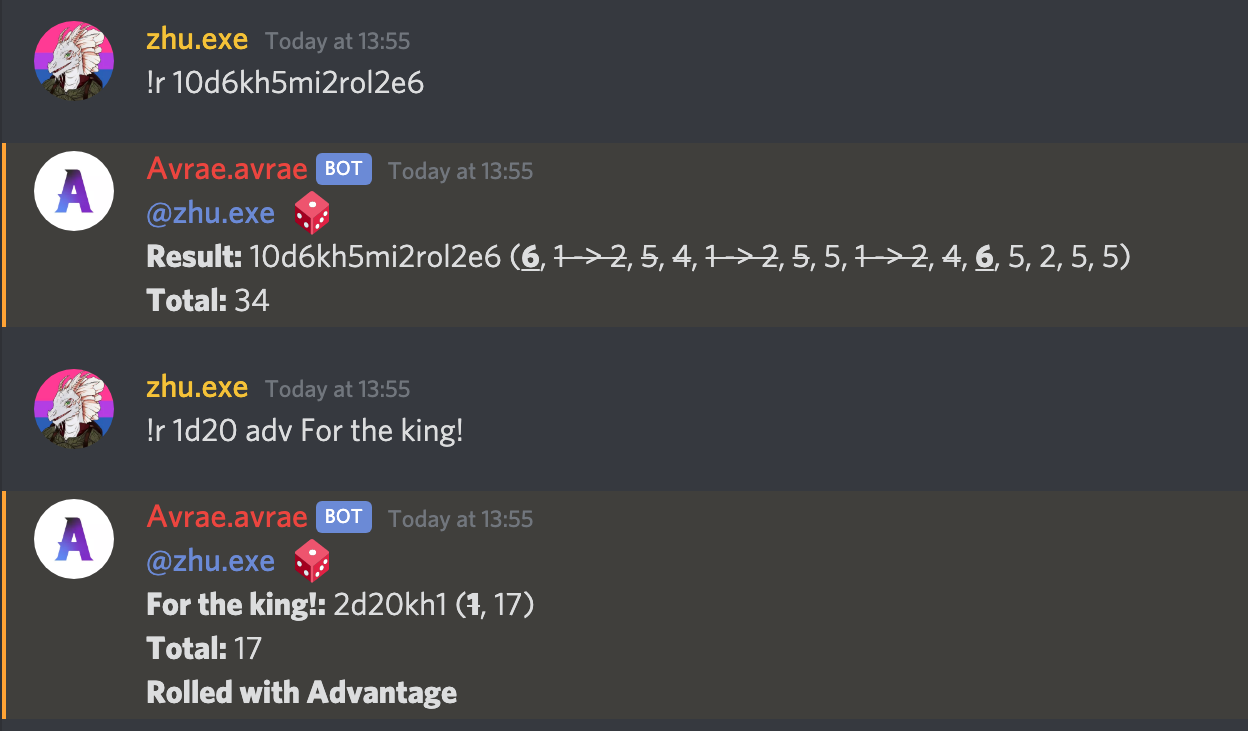 zhu.exe Today at 13:55
!r 10d6kh5mi2rol2e6
Avrae.avrae BOT Today at 13:55
@zhu.exe
Result: 10d6kh5mi2rol2e6 (6, 1 -> 2, 5, 4, 1 -> 2, 5, 5, 1 -> 2, 4, 6, 5, 2, 5, 5)
Total: 34
zhu.exe Today at 13:55
!r 1d20 adv For the king!
Avrae.avrae BOT Today at 13:55
@zhu.exe
For the king!: 2d20kh1 (1, 17)
Total: 17
Rolled with Advantage